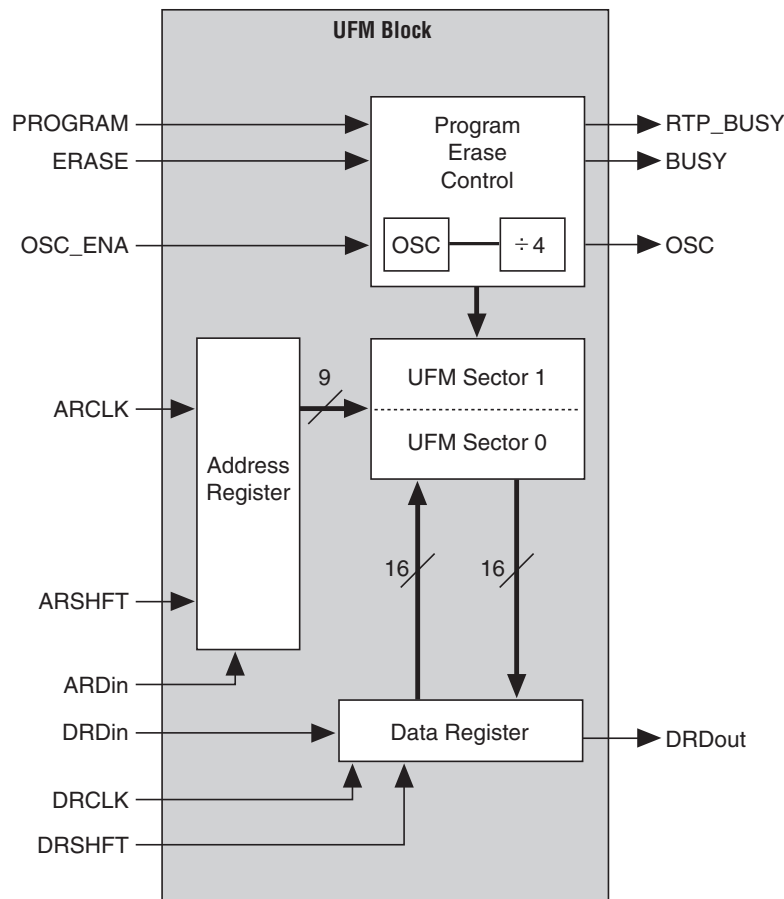 UFM Block
PROGRAM
ERASE
OSC_ENA
Program
Erase
Control
OSC
÷ 4
RTP_BUSY
BUSY
OSC
ARCLK
ARSHFT
ARDin
Address
Register
9
UFM Sector 1
UFM Sector 0
16
16
DRDin
DRCLK
DRSHFT
Data Register
DRDout